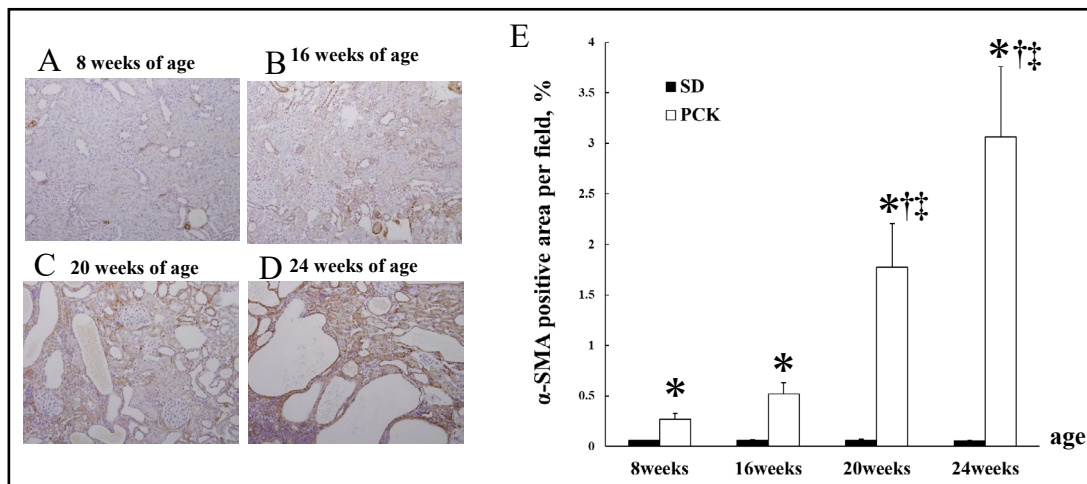 A 8 weeks of age
B 16 weeks of age
C 20 weeks of age
D 24 weeks of age
E
α-SMA positive area per field, %
4
3.5
3
2.5
2
1.5
1
0.5
0
SD
PCK
*
*
*†‡
*†‡
8weeks 16weeks 20weeks 24weeks
age